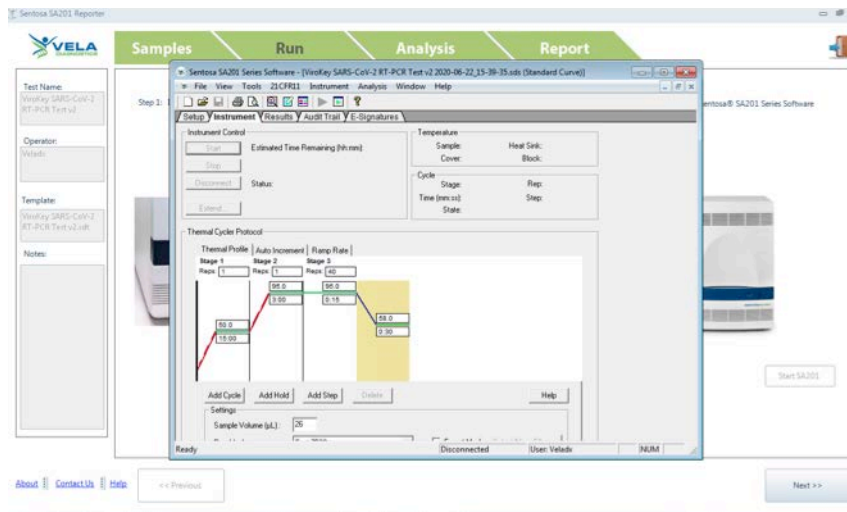 Sentosa SA201 Reporter
VELA
DIAGNOSTICS
Samples
Run
Analysis
Report
Test Name:
ViroKey SARS-CoV-2
RT-PCR Test v2
Operator:
Veladx
Template:
ViroKey SARS-CoV-2
RT-PCR Test v2.sdt
Notes:
Step 1:
entosa® SA201 Series Software
Sentosa SA201 Series Software - [ViroKey SARS-CoV-2 RT-PCR Test v2 2020-06-22_15-39-35.sds (Standard Curve)]
File View Tools 21CFR11 Instrument Analysis Window Help
Setup Instrument Results Audit Trail E-Signatures
Instrument Control
Start Estimated Time Remaining (hh:mm):
Stop
Disconnect Status:
Extend...
Temperature
Sample: Heat Sink:
Cover: Block:
Cycle
Stage: Rep:
Time (mm:ss): Step:
State:
Thermal Cycler Protocol
Thermal Profile Auto Increment Ramp Rate
Stage 1 Stage 2 Stage 3
Reps: 1 Reps: 1 Reps: 40
95.0 95.0
3:00 0:15
50.0
15:00
58.0
0:30
Add Cycle Add Hold Add Step Delete Help
Settings
Sample Volume (µL): 26
Ready Disconnected User: Veladx NUM
Start SA201
About Contact Us Help << Previous Next >>